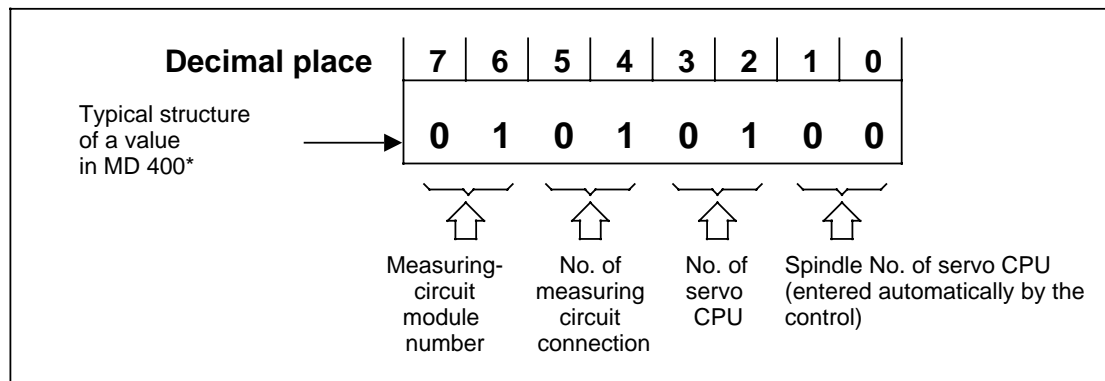 Decimal place 7 6 5 4 3 2 1 0
Typical structure
of a value
in MD 400*
0 1 0 1 0 1 0 0
Measuring-
circuit
module
number
No. of
measuring
circuit
connection
No. of
servo
CPU
Spindle No. of servo CPU
(entered automatically by the
control)